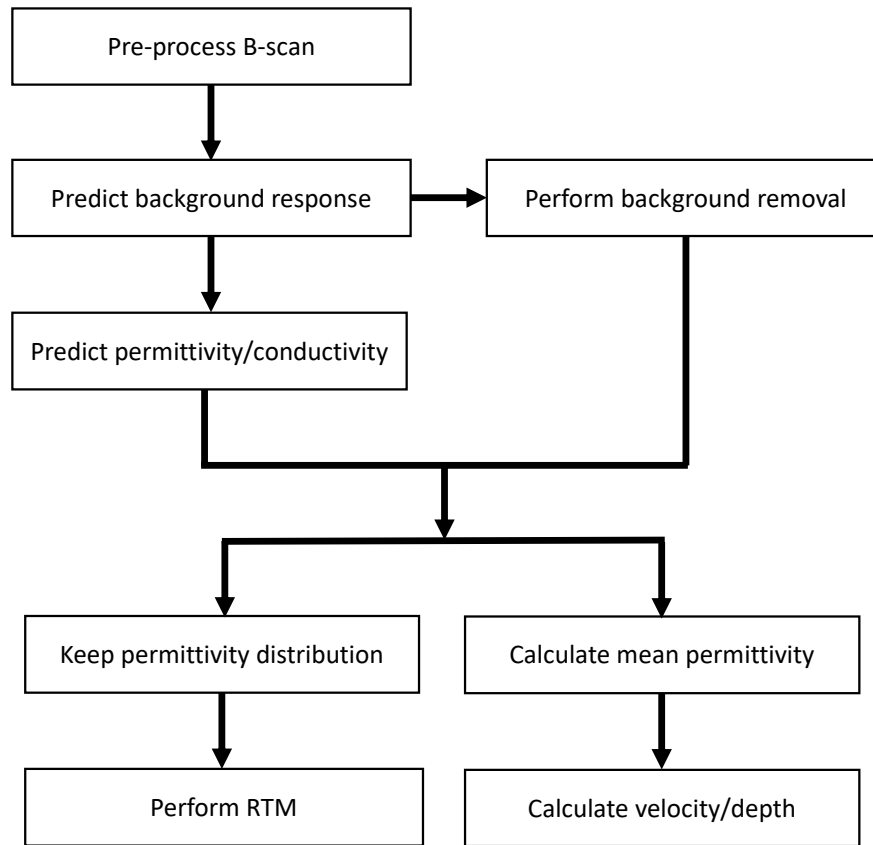 Pre-process B-scan
Predict background response
Perform background removal
Predict permittivity/conductivity
Keep permittivity distribution
Calculate mean permittivity
Perform RTM
Calculate velocity/depth